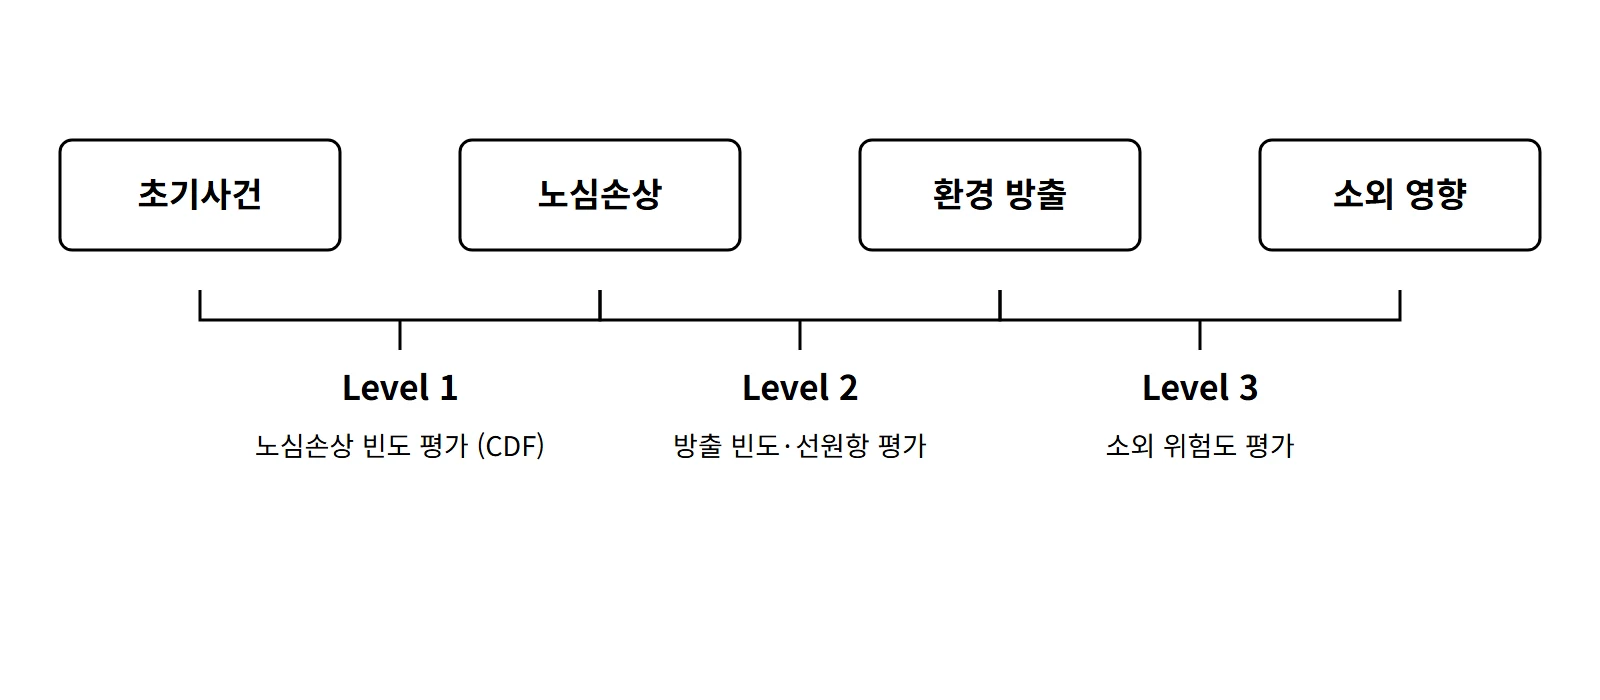 초기사건
노심손상
환경 방출
소외 영향
Level 1
Level 2
Level 3
노심손상 빈도 평가 (CDF)
방출 빈도·선원항 평가
소외 위험도 평가